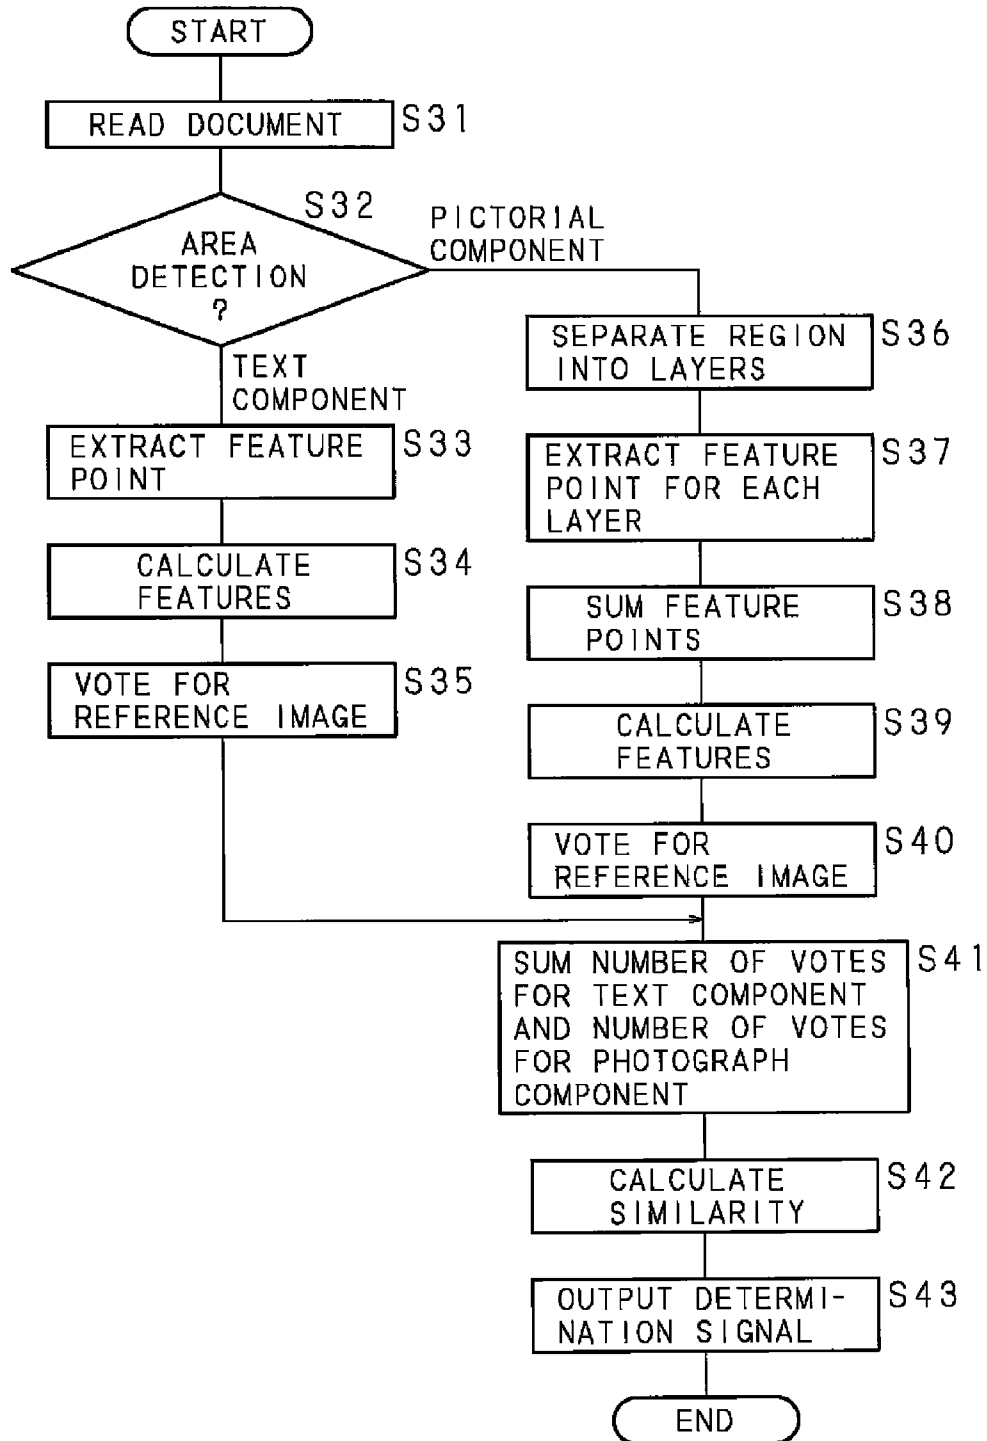 START
READ DOCUMENT
S31
S32
AREA
DETECTION
?
PICTORIAL
COMPONENT
TEXT
COMPONENT
EXTRACT FEATURE
POINT
S33
CALCULATE
FEATURES
S34
VOTE FOR
REFERENCE IMAGE
S35
SEPARATE REGION
INTO LAYERS
S36
EXTRACT FEATURE
POINT FOR EACH
LAYER
S37
SUM FEATURE
POINTS
S38
CALCULATE
FEATURES
S39
VOTE FOR
REFERENCE IMAGE
S40
SUM NUMBER OF VOTES
FOR TEXT COMPONENT
AND NUMBER OF VOTES
FOR PHOTOGRAPH
COMPONENT
S41
CALCULATE
SIMILARITY
S42
OUTPUT DETERMI-
NATION SIGNAL
S43
END